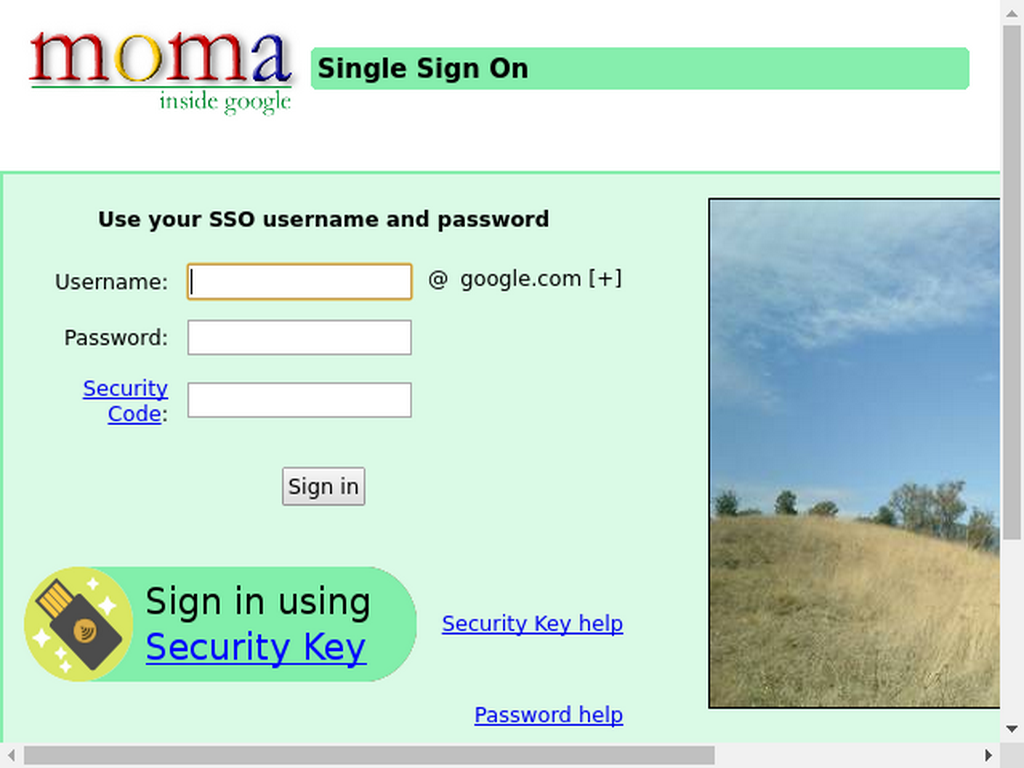 moma
inside google
Single Sign On
Use your SSO username and password
Username:
@ google.com [+]
Password:
Security
Code:
Sign in
Sign in using
Security Key
Security Key help
Password help